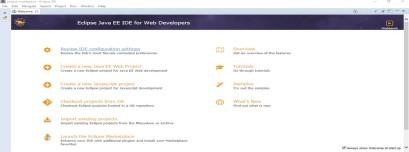 File Edit Navigate Search Project Run Window Help
Welcome
Eclipse Java EE IDE for Web Developers
Workbench
Review IDE configuration settings
Review the IDE's most fiercely contested preferences
Create a new Java EE Web Project
Create a new Eclipse project for Java EE Web development
Create a new Javascript project
Create a new Eclipse project for Javascript development
Checkout projects from Git
Checkout Eclipse projects hosted in a Git repository
Import existing projects
Import existing Eclipse projects from the filesystem or archive
Launch the Eclipse Marketplace
Enhance your IDE with additional plugins and install your Marketplace favorites
Overview
Get an overview of the features
Tutorials
Go through tutorials
Samples
Try out the samples
What's New
Find out what is new
Always show Welcome at start up